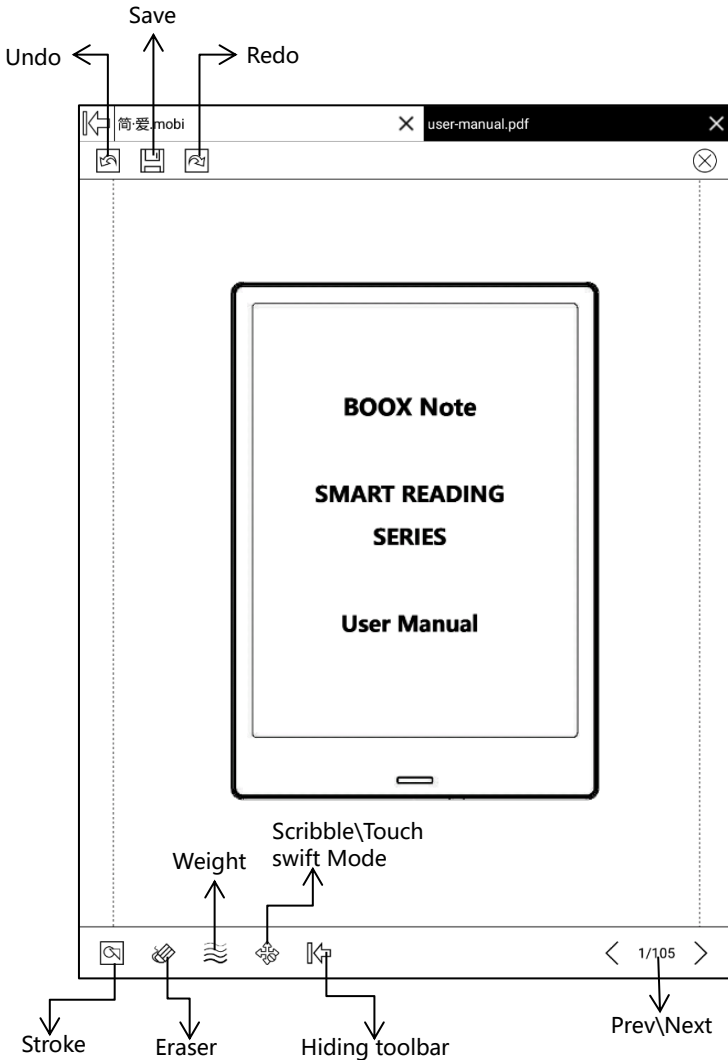 Save
Undo
Redo
简·爱.mobi
user-manual.pdf
BOOX Note
SMART READING
SERIES
User Manual
Scribble\Touch
swift Mode
Weight
1/105
Prev\Next
Stroke
Eraser
Hiding toolbar